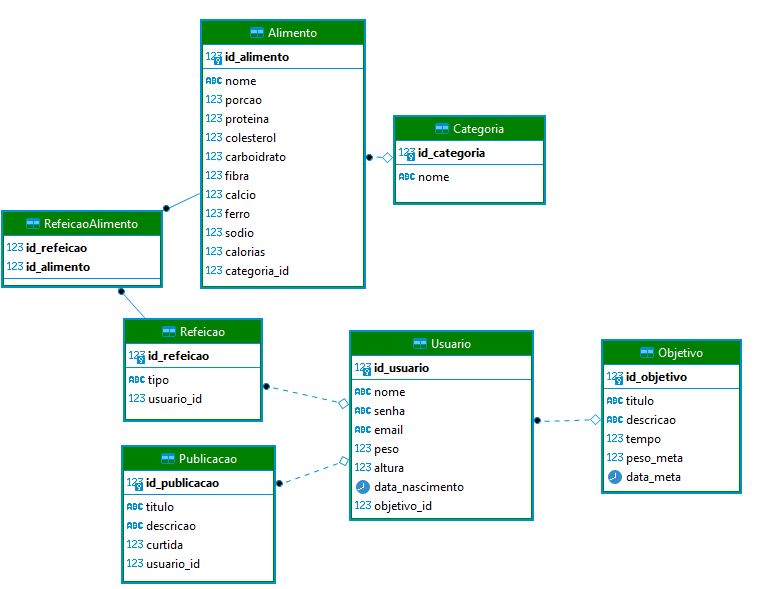 Alimento
123 id_alimento
ABC nome
123 porcao
123 proteina
123 colesterol
123 carboidrato
123 fibra
123 calcio
123 ferro
123 sodio
123 calorias
123 categoria_id
Categoria
123 id_categoria
ABC nome
RefeicaoAlimento
123 id_refeicao
123 id_alimento
Refeicao
123 id_refeicao
ABC tipo
123 usuario_id
Usuario
123 id_usuario
ABC nome
ABC senha
ABC email
123 peso
123 altura
data_nascimento
123 objetivo_id
Objetivo
123 id_objetivo
ABC titulo
ABC descricao
123 tempo
123 peso_meta
data_meta
Publicacao
123 id_publicacao
ABC titulo
ABC descricao
123 curtida
123 usuario_id